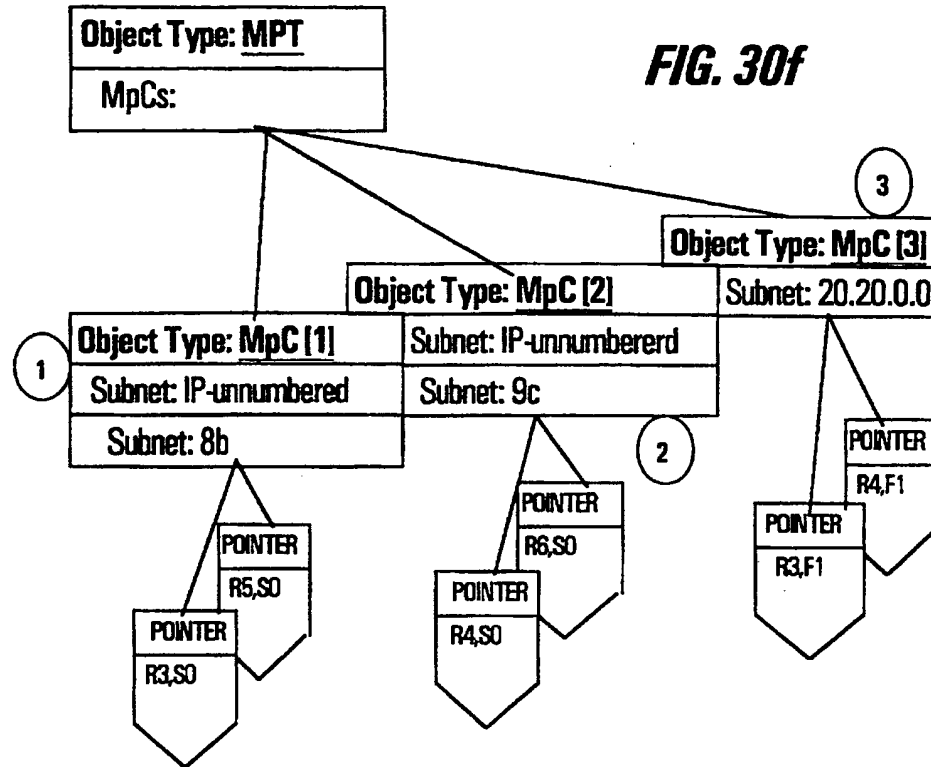 Object Type: MPT
MpCs:
FIG. 30f
3
Object Type: MpC [3]
Subnet: 20.20.0.0
Object Type: MpC [2]
Subnet: IP-unnumbererd
Subnet: 9c
2
1
Object Type: MpC [1]
Subnet: IP-unnumbered
Subnet: 8b
POINTER
R5,S0
POINTER
R3,S0
POINTER
R6,S0
POINTER
R4,S0
POINTER
R4,F1
POINTER
R3,F1